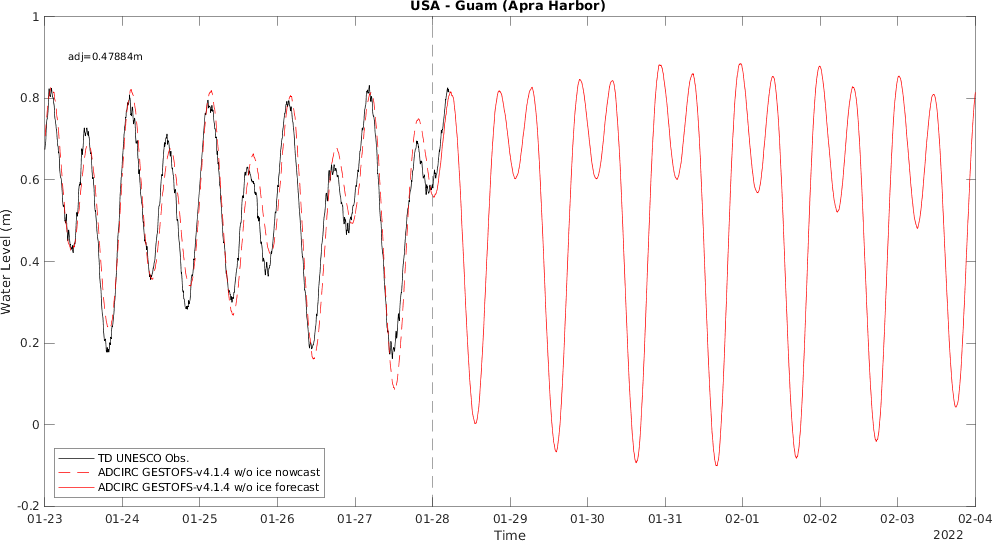 USA - Guam (Apra Harbor)
adj=0.47884m
Water Level (m)
1
0.8
0.6
0.4
0.2
0
-0.2
TD UNESCO Obs.
ADCIRC GESTOFS-v4.1.4 w/o ice nowcast
ADCIRC GESTOFS-v4.1.4 w/o ice forecast
01-23 01-24 01-25 01-26 01-27 01-28 01-29 01-30 01-31 02-01 02-02 02-03 02-04
Time
2022